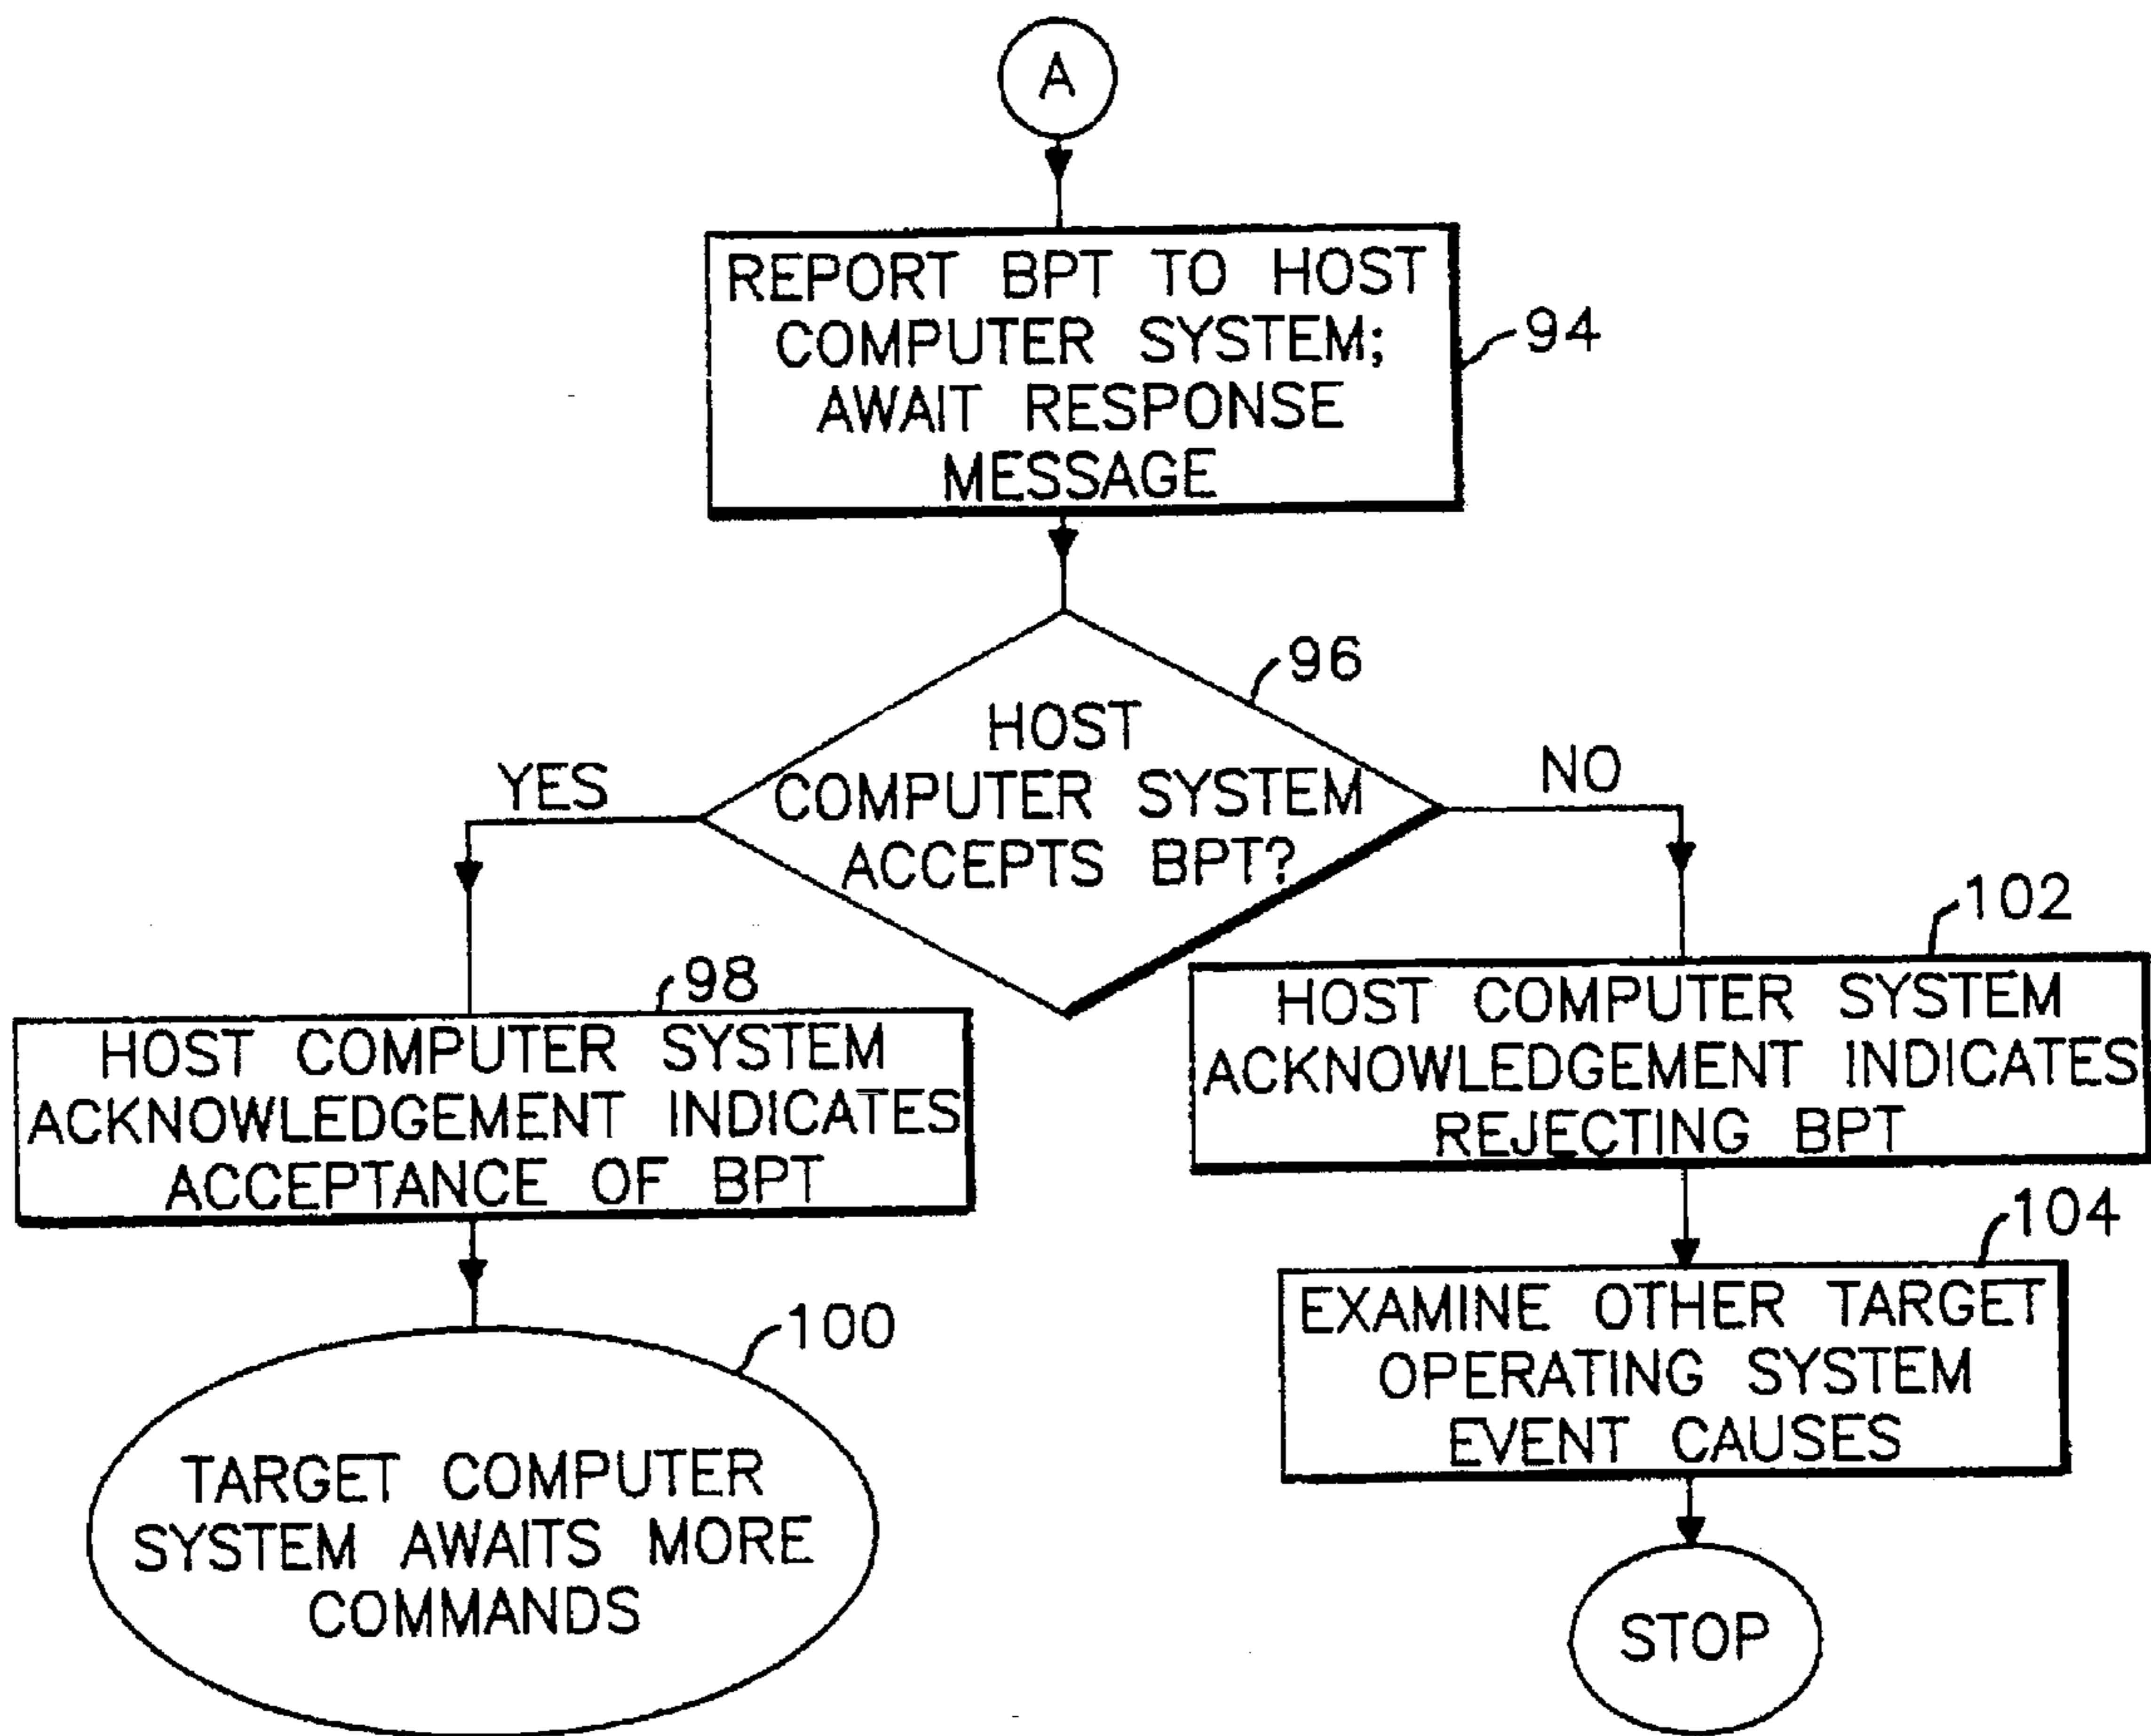 A
REPORT BPT TO HOST
COMPUTER SYSTEM;
AWAIT RESPONSE
MESSAGE
94
96
HOST
COMPUTER SYSTEM
ACCEPTS BPT?
YES
NO
98
HOST COMPUTER SYSTEM
ACKNOWLEDGEMENT INDICATES
ACCEPTANCE OF BPT
102
HOST COMPUTER SYSTEM
ACKNOWLEDGEMENT INDICATES
REJECTING BPT
100
TARGET COMPUTER
SYSTEM AWAITS MORE
COMMANDS
104
EXAMINE OTHER TARGET
OPERATING SYSTEM
EVENT CAUSES
STOP